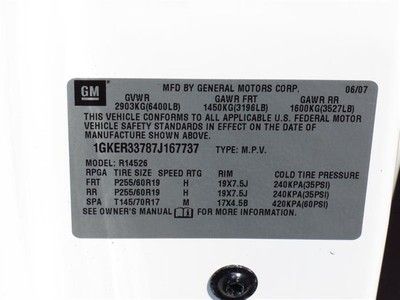 GM MFD BY GENERAL MOTORS CORP. 06/07
GVWR GAWR FRT GAWR RR
2903KG(6400LB) 1450KG(3196LB) 1600KG(3527LB)
THIS VEHICLE CONFORMS TO ALL APPLICABLE U.S. FEDERAL MOTOR
VEHICLE SAFETY STANDARDS IN EFFECT ON THE DATE OF
MANUFACTURE SHOWN ABOVE.
1GKER33787J167737 TYPE: M.P.V.
MODEL: R14526
RPGA TIRE SIZE SPEED RTG RIM COLD TIRE PRESSURE
FRT P255/60R19 H 19X7.5J 240KPA(35PSI)
RR P255/60R19 H 19X7.5J 240KPA(35PSI)
SPA T145/70R17 M 17X4.5B 420KPA(60PSI)
SEE OWNER'S MANUAL FOR ADDITIONAL INFORMATION.